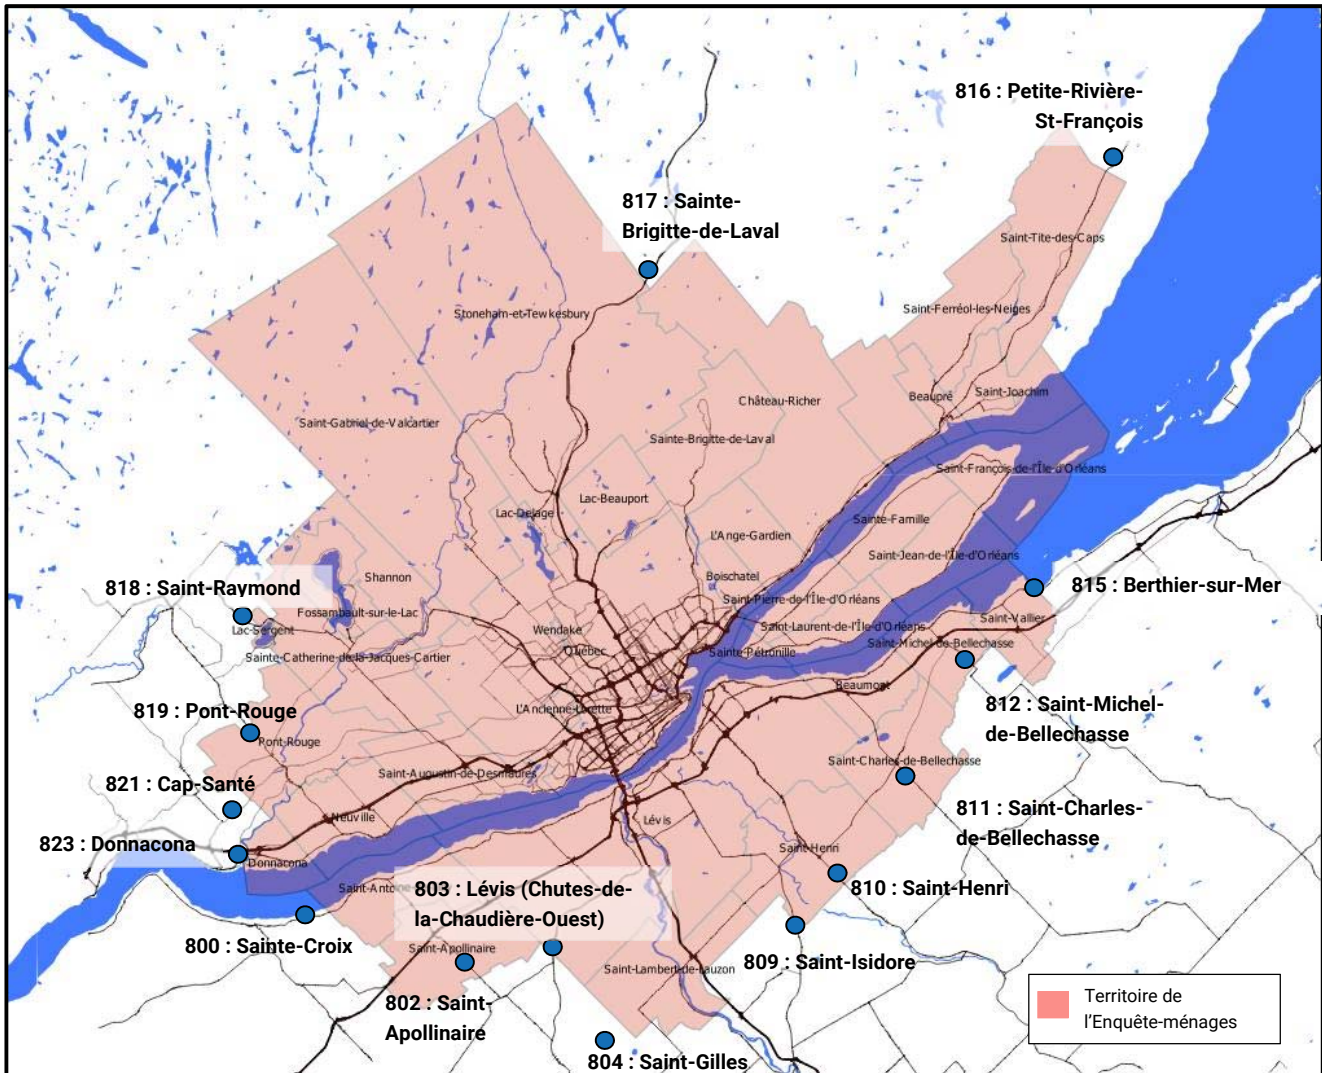 816 : Petite-Rivière-
St-François
817 : Sainte-
Brigitte-de-Laval
Saint-Tite-des-Caps
Saint-Ferréol-les-Neiges
Stoneham-et-Tewkesbury
Beaupré
Saint-Joachim
Château-Richer
Saint-Gabriel-de-Valcartier
Sainte-Brigitte-de-Laval
Saint-François-de-l'Île-d'Orléans
Lac-Beauport
Lac-Delage
Sainte-Famille
L'Ange-Gardien
Saint-Jean-de-l'Île-d'Orléans
Shannon
Boischatel
818 : Saint-Raymond
815 : Berthier-sur-Mer
Fossambault-sur-le-Lac
Saint-Pierre-de-l'Île-d'Orléans
Saint-Vallier
Lac-Sergent
Wendake
Saint-Laurent-de-l'Île-d'Orléans
Saint-Michel-de-Bellechasse
Québec
Sainte-Pétronille
Sainte-Catherine-de-la-Jacques-Cartier
Beaumont
812 : Saint-Michel-
de-Bellechasse
819 : Pont-Rouge
L'Ancienne-Lorette
Pont-Rouge
Saint-Charles-de-Bellechasse
Saint-Augustin-de-Desmaures
821 : Cap-Santé
811 : Saint-Charles-
de-Bellechasse
Neuville
Lévis
823 : Donnacona
Saint-Henri
Donnacona
810 : Saint-Henri
Saint-Antoine
803 : Lévis (Chutes-de-
la-Chaudière-Ouest)
800 : Sainte-Croix
Saint-Apollinaire
809 : Saint-Isidore
Saint-Lambert-de-Lauzon
802 : Saint-
Apollinaire
Territoire de
l'Enquête-ménages
804 : Saint-Gilles